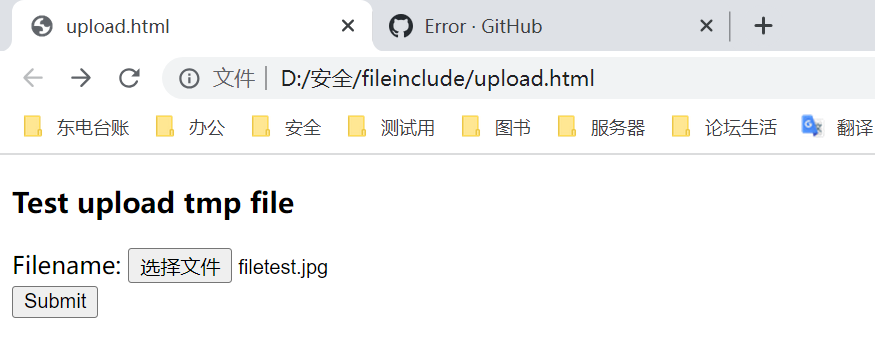 upload.html Error · GitHub
文件 D:/安全/fileinclude/upload.html
东电台账 办公 安全 测试用 图书 服务器 论坛生活 翻译
Test upload tmp file
Filename: 选择文件 filetest.jpg
Submit